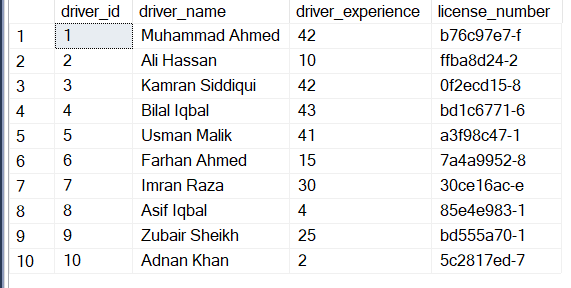 driver_id driver_name driver_experience license_number
1 1 Muhammad Ahmed 42 b76c97e7-f
2 2 Ali Hassan 10 ffba8d24-2
3 3 Kamran Siddiqui 42 0f2ecd15-8
4 4 Bilal Iqbal 43 bd1c6771-6
5 5 Usman Malik 41 a3f98c47-1
6 6 Farhan Ahmed 15 7a4a9952-8
7 7 Imran Raza 30 30ce16ac-e
8 8 Asif Iqbal 4 85e4e983-1
9 9 Zubair Sheikh 25 bd555a70-1
10 10 Adnan Khan 2 5c2817ed-7